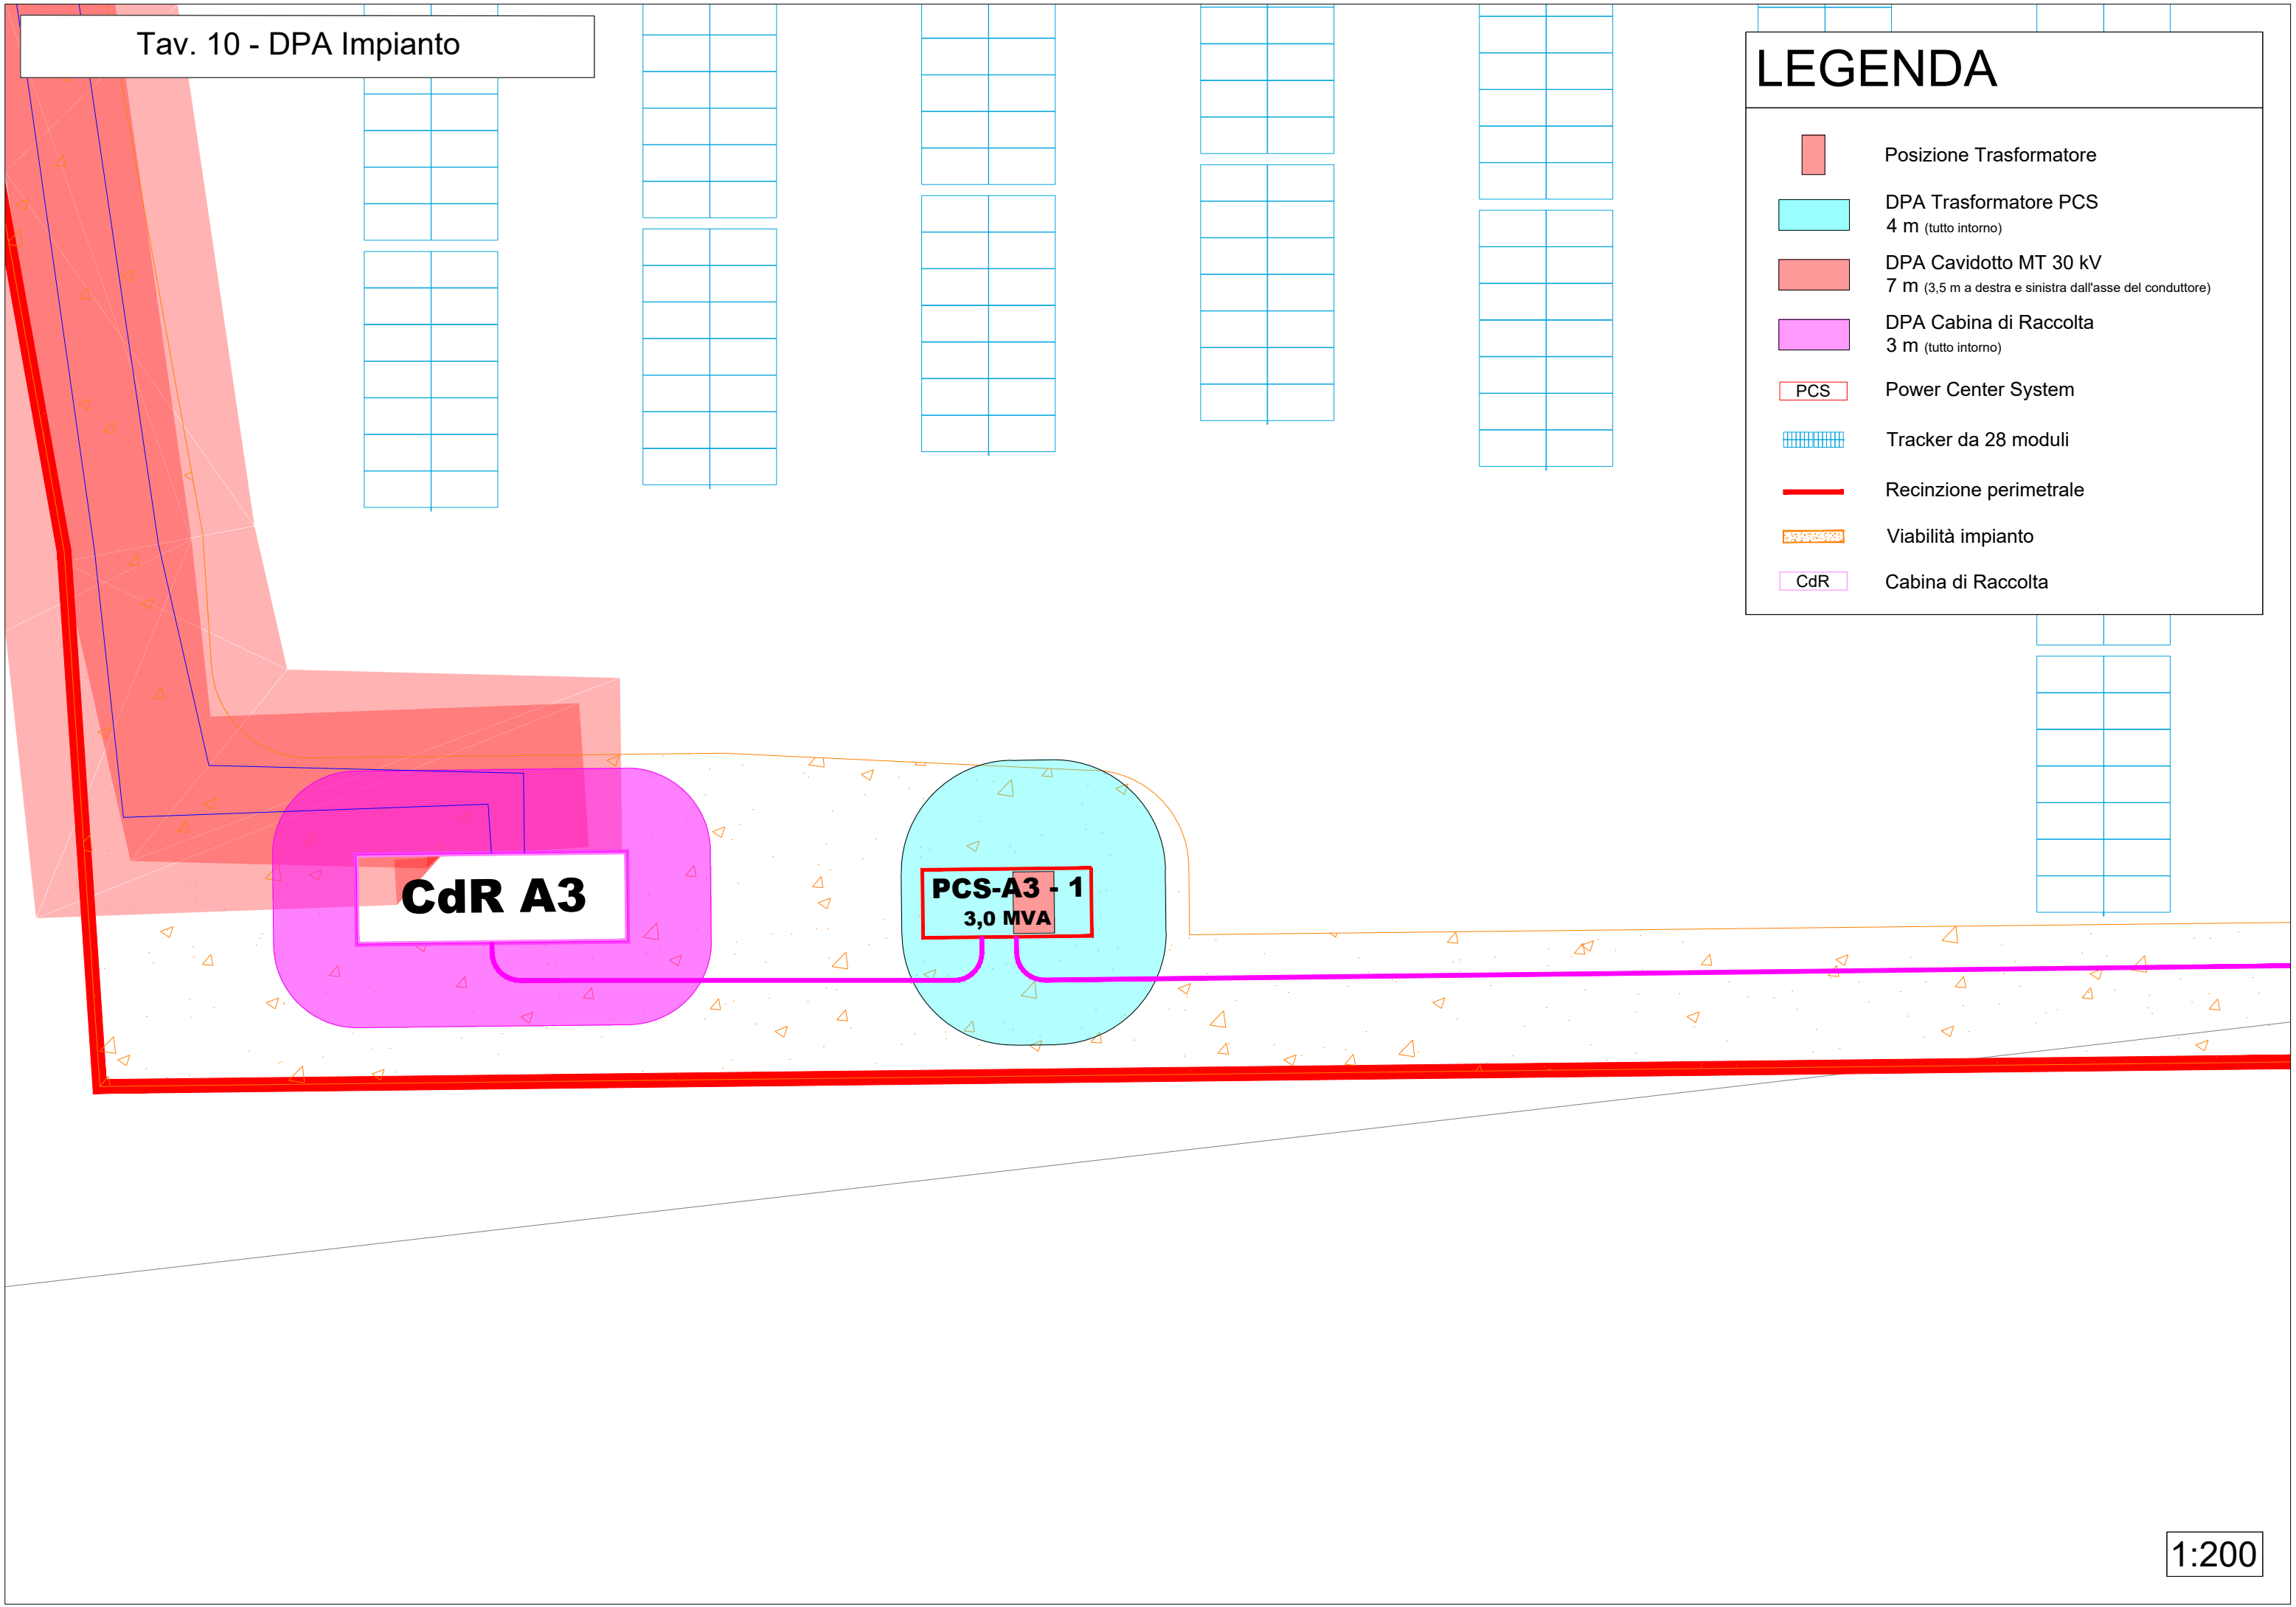 Tav. 10 - DPA Impianto
LEGENDA
Posizione Trasformatore
DPA Trasformatore PCS
4 m (tutto intorno)
DPA Cavidotto MT 30 kV
7 m (3,5 m a destra e sinistra dall'asse del conduttore)
DPA Cabina di Raccolta
3 m (tutto intorno)
PCS Power Center System
Tracker da 28 moduli
Recinzione perimetrale
Viabilità impianto
CdR Cabina di Raccolta
CdR A3
PCS-A3 - 1
3,0 MVA
1:200